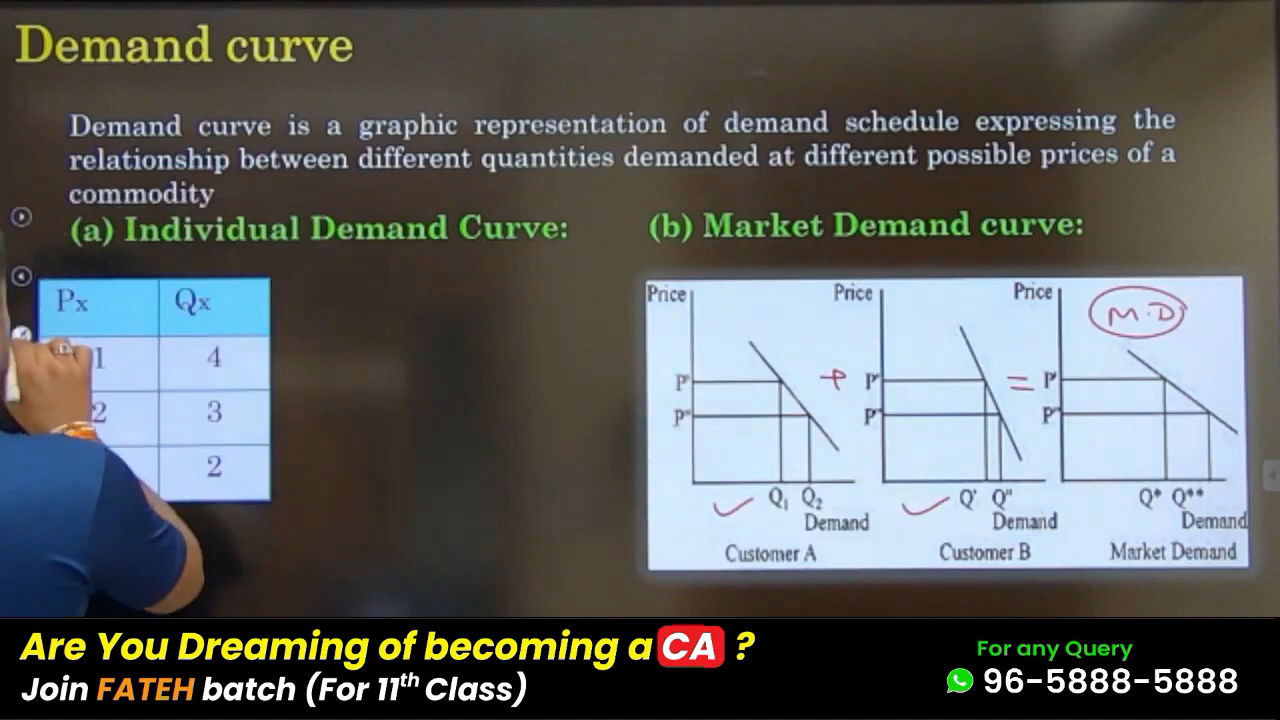 Demand curve
Demand curve is a graphic representation of demand schedule expressing the
relationship between different quantities demanded at different possible prices of a
commodity
(a) Individual Demand Curve:
(b) Market Demand curve:
Px Qx
1 4
2 3
2
Price Price Price M.D
P' + P' = P'
P" P" P"
Q₁ Q₂ Q' Q" Q* Q**
Demand Demand Demand
Customer A Customer B Market Demand
Are You Dreaming of becoming a CA ?
Join FATEH batch (For 11th Class)
For any Query
96-5888-5888